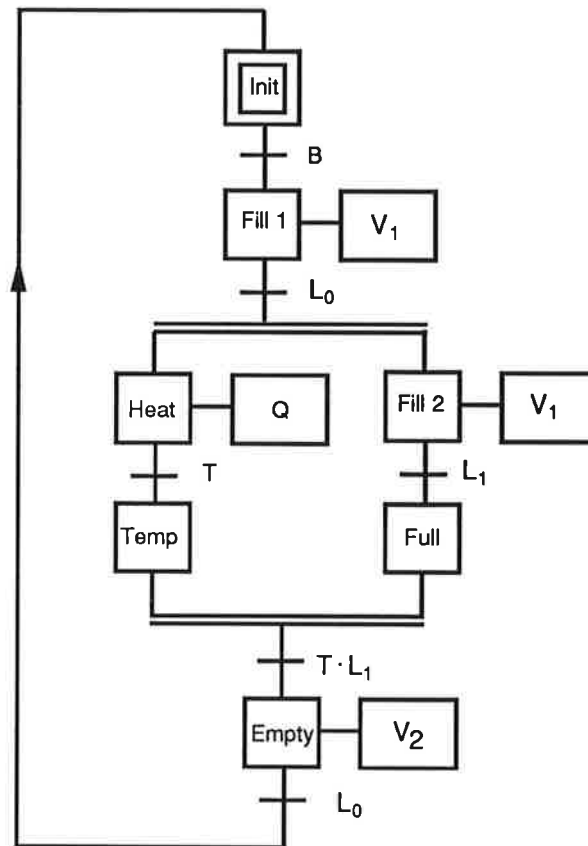 Init
B
Fill 1
V₁
L₀
Heat
Q
Fill 2
V₁
T
L₁
Temp
Full
T · L₁
Empty
V₂
L₀